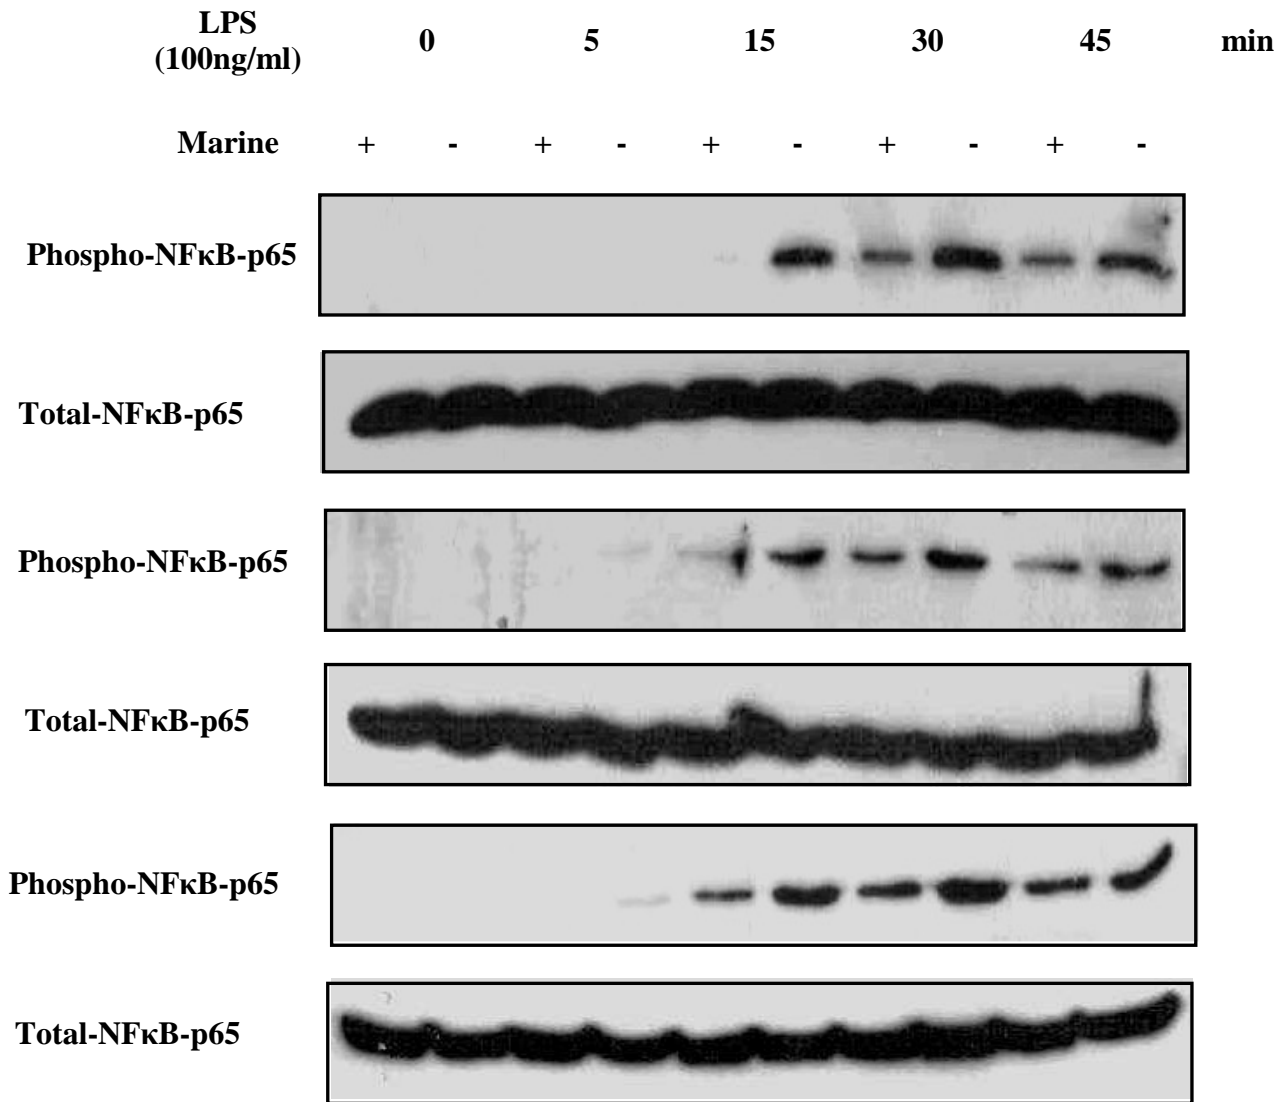 LPS
(100ng/ml) 0 5 15 30 45 min
Marine + - + - + - + - + -
Phospho-NFκB-p65
Total-NFκB-p65
Phospho-NFκB-p65
Total-NFκB-p65
Phospho-NFκB-p65
Total-NFκB-p65